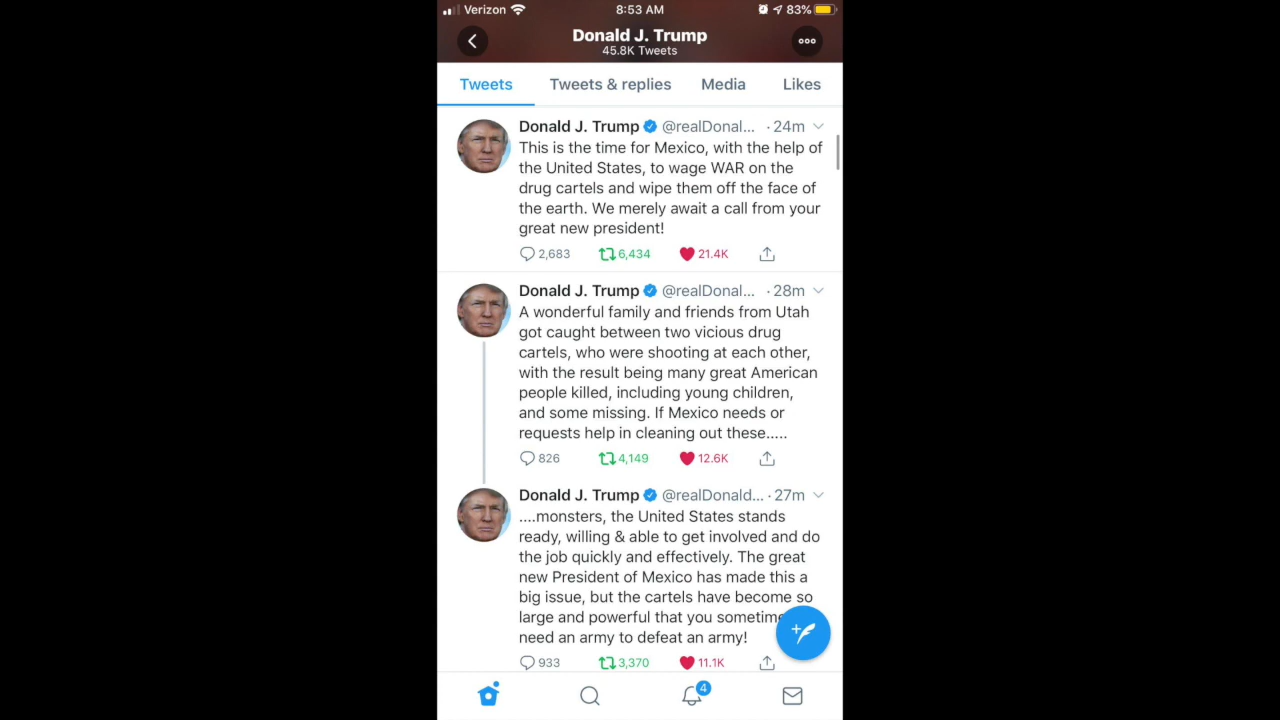 Verizon 8:53 AM 83%
Donald J. Trump
45.8K Tweets
Tweets Tweets & replies Media Likes
Donald J. Trump @realDonal... · 24m
This is the time for Mexico, with the help of
the United States, to wage WAR on the
drug cartels and wipe them off the face of
the earth. We merely await a call from your
great new president!
2,683 6,434 21.4K
Donald J. Trump @realDonal... · 28m
A wonderful family and friends from Utah
got caught between two vicious drug
cartels, who were shooting at each other,
with the result being many great American
people killed, including young children,
and some missing. If Mexico needs or
requests help in cleaning out these.....
826 4,149 12.6K
Donald J. Trump @realDonald... · 27m
....monsters, the United States stands
ready, willing & able to get involved and do
the job quickly and effectively. The great
new President of Mexico has made this a
big issue, but the cartels have become so
large and powerful that you sometime
need an army to defeat an army!
933 3,370 11.1K
4